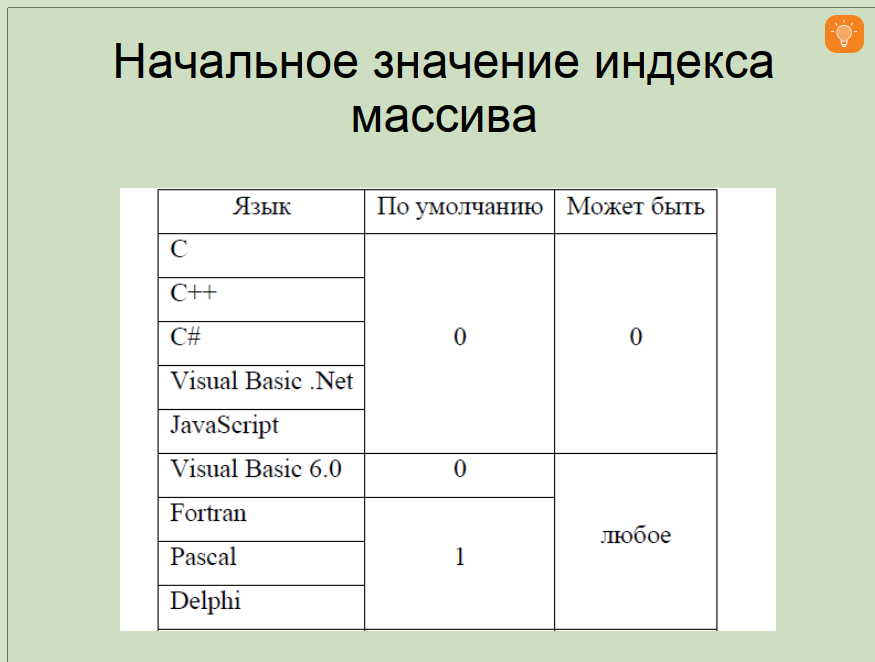 Начальное значение индекса
массива
Язык По умолчанию Может быть
C
C++
C# 0 0
Visual Basic .Net
JavaScript
Visual Basic 6.0 0
Fortran
любое
Pascal 1
Delphi